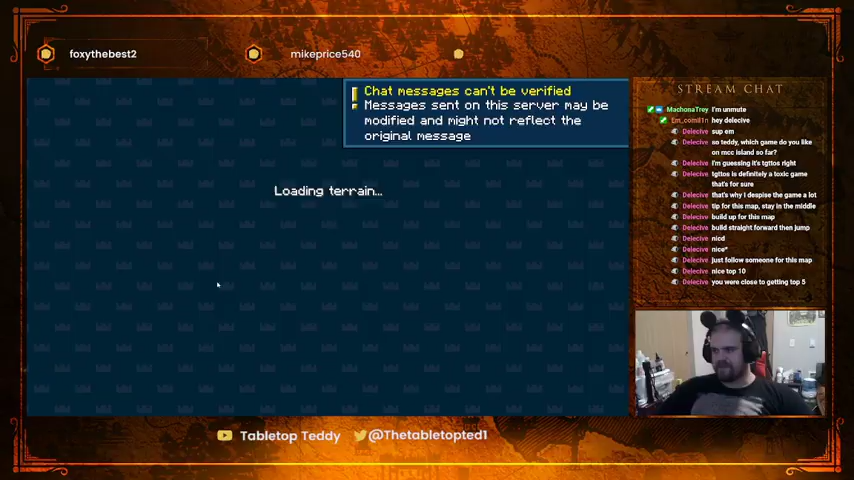 foxythebest2
mikeprice540
Chat messages can't be verified
Messages sent on this server may be
modified and might not reflect the
original message
Loading terrain...
STREAM CHAT
MachonaTrey I'm unmute
Em_comi1n hey delecive
Delecive sup em
Delecive so teddy, which game do you like
on mcc island so far?
Delecive I'm guessing it's tgttos right
Delecive tgttos is definitely a toxic game
that's for sure
Delecive that's why I despise the game a lot
Delecive tip for this map, stay in the middle
Delecive build up for this map
Delecive build straight forward then jump
Delecive nicd
Delecive nice*
Delecive just follow someone for this map
Delecive nice top 10
Delecive you were close to getting top 5
Tabletop Teddy @Thetabletopted1